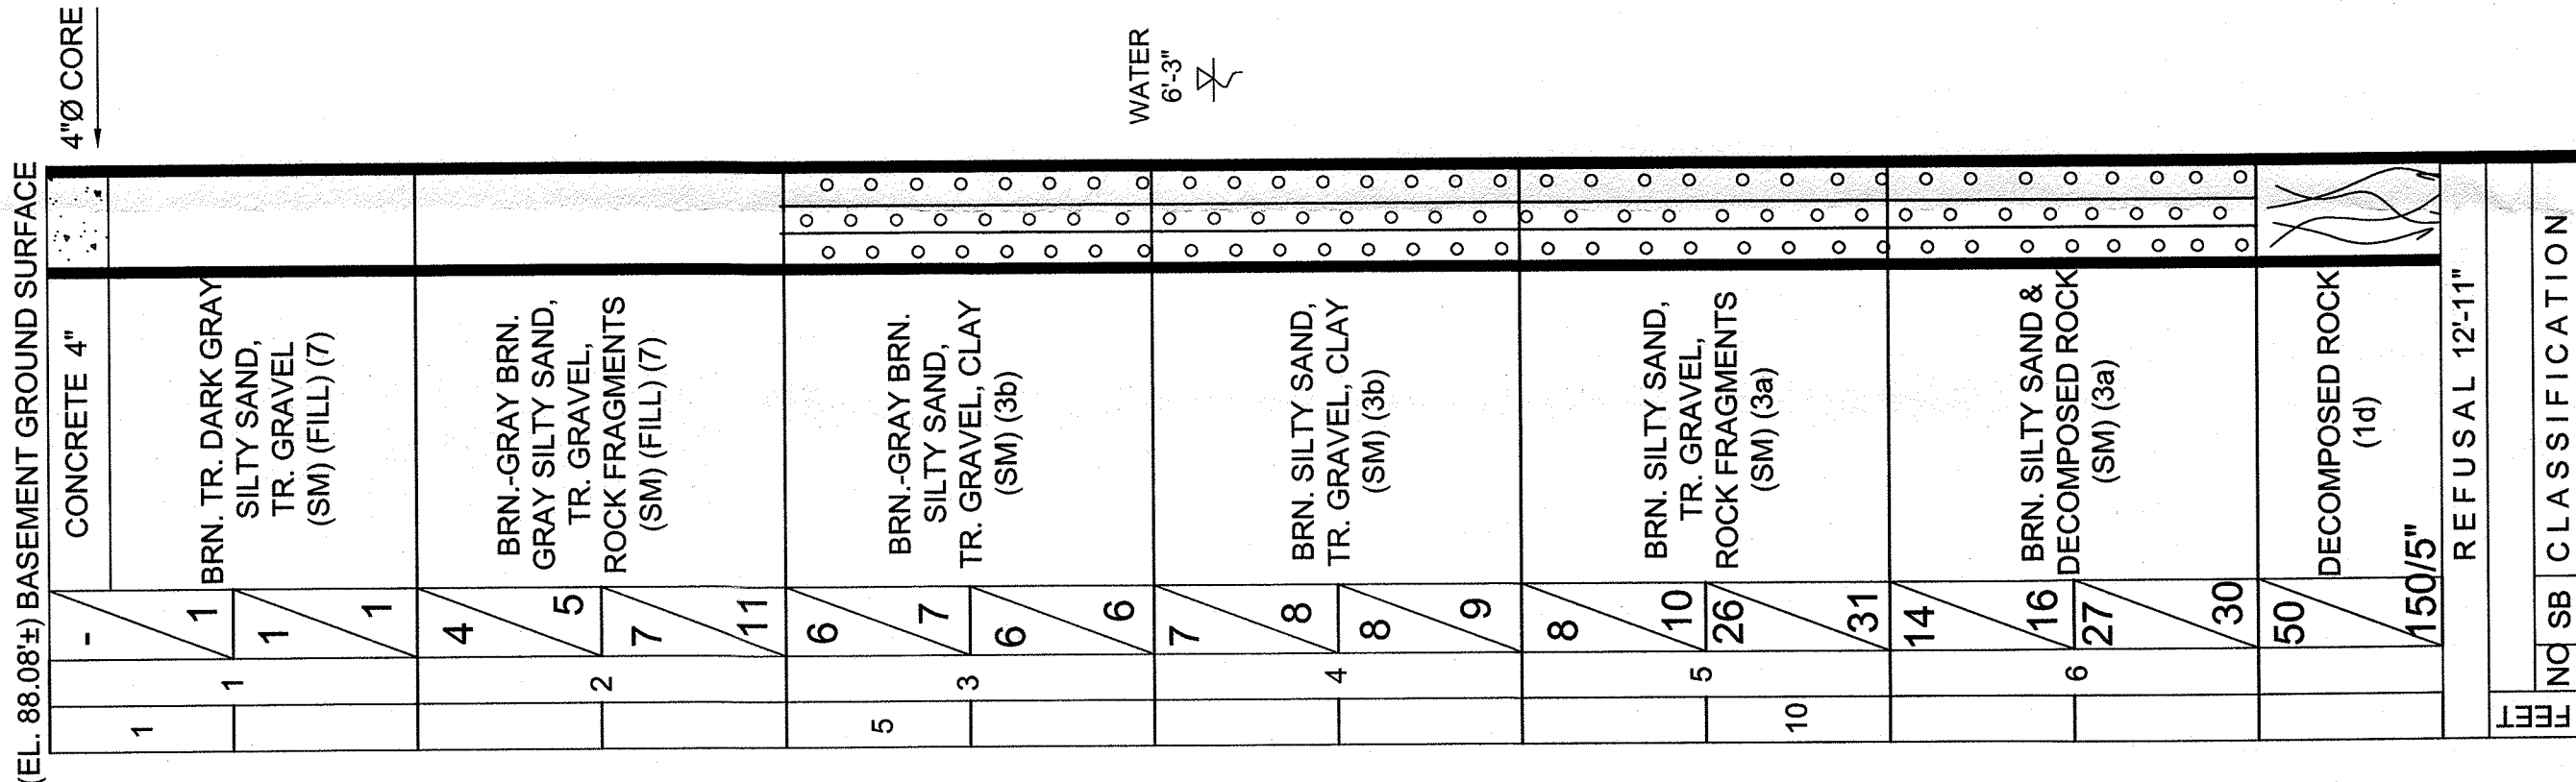 (EL. 88.08'±) BASEMENT GROUND SURFACE
4"Ø CORE
CONCRETE 4"
1
1
-
1
1
1
BRN. TR. DARK GRAY
SILTY SAND,
TR. GRAVEL
(SM) (FILL) (7)
2
4
5
7
11
BRN.-GRAY BRN.
GRAY SILTY SAND,
TR. GRAVEL,
ROCK FRAGMENTS
(SM) (FILL) (7)
5
3
6
7
6
6
BRN.-GRAY BRN.
SILTY SAND,
TR. GRAVEL, CLAY
(SM) (3b)
WATER
6'-3"
4
7
8
8
9
BRN. SILTY SAND,
TR. GRAVEL, CLAY
(SM) (3b)
10
5
8
10
26
31
BRN. SILTY SAND,
TR. GRAVEL,
ROCK FRAGMENTS
(SM) (3a)
6
14
16
27
30
BRN. SILTY SAND &
DECOMPOSED ROCK
(SM) (3a)
50
150/5"
DECOMPOSED ROCK
(1d)
REFUSAL 12'-11"
FEET
NO SB CLASSIFICATION